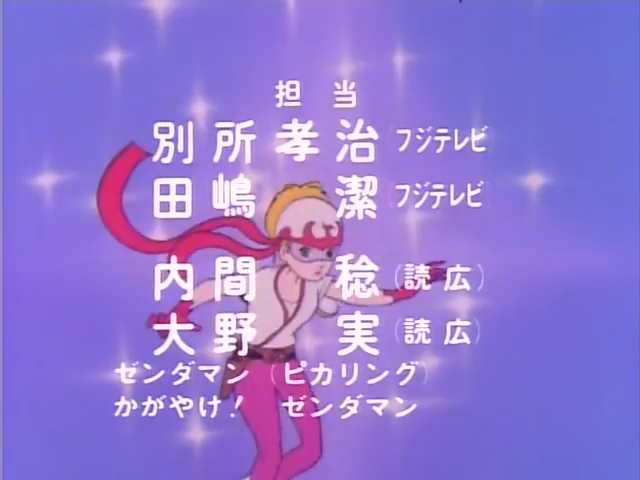 担当
別所孝治(フジテレビ)
田嶋潔(フジテレビ)
内間稔(読広)
大野実(読広)
ゼンダマン(ピカリング)
かがやけ! ゼンダマン